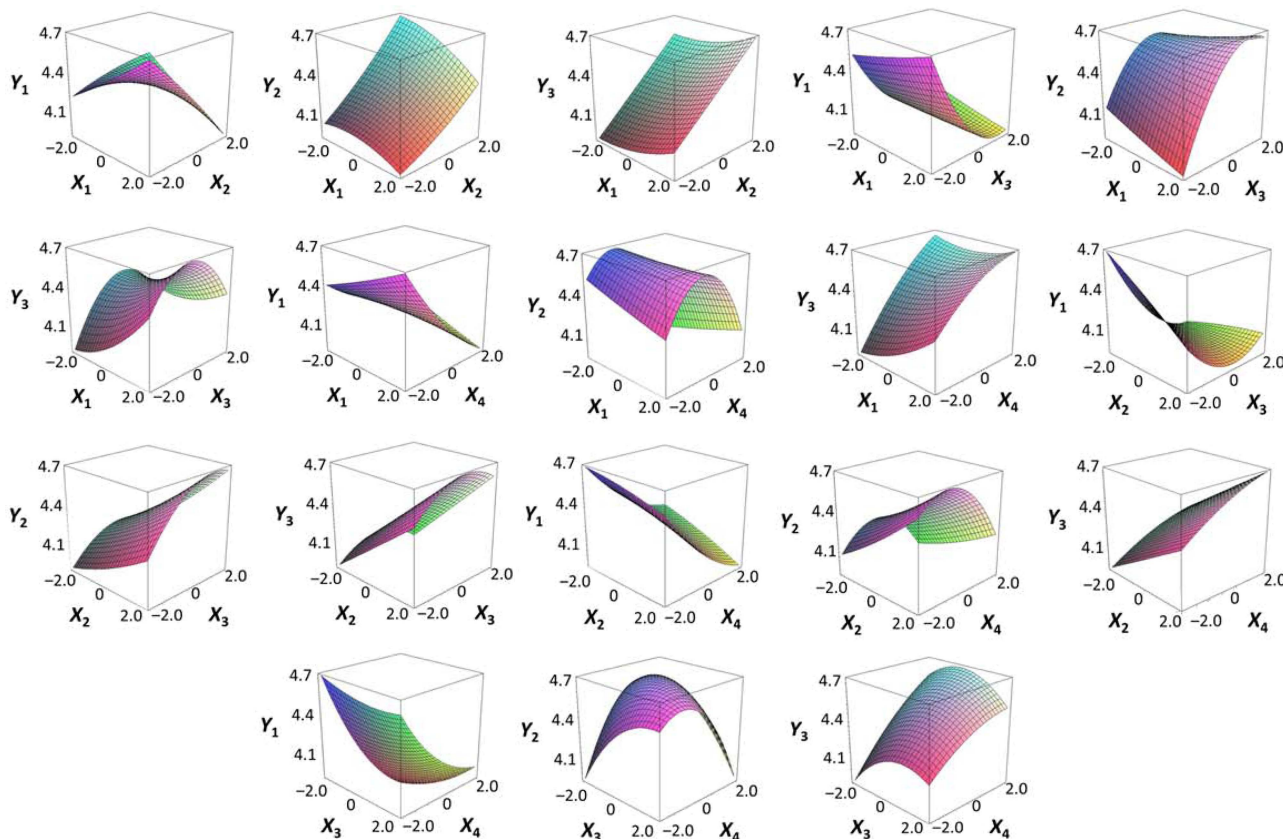 4.7 4.4 4.1 Y1 −2.0 0 2.0 X1 −2.0 0 2.0 X2
4.7 4.4 4.1 Y2 −2.0 0 2.0 X1 −2.0 0 2.0 X2
4.7 4.4 4.1 Y3 −2.0 0 2.0 X1 −2.0 0 2.0 X2
4.7 4.4 4.1 Y1 −2.0 0 2.0 X1 −2.0 0 2.0 X3
4.7 4.4 4.1 Y2 −2.0 0 2.0 X1 −2.0 0 2.0 X3
4.7 4.4 4.1 Y3 −2.0 0 2.0 X1 −2.0 0 2.0 X3
4.7 4.4 4.1 Y1 −2.0 0 2.0 X1 −2.0 0 2.0 X4
4.7 4.4 4.1 Y2 −2.0 0 2.0 X1 −2.0 0 2.0 X4
4.7 4.4 4.1 Y3 −2.0 0 2.0 X1 −2.0 0 2.0 X4
4.7 4.4 4.1 Y1 −2.0 0 2.0 X2 −2.0 0 2.0 X3
4.7 4.4 4.1 Y2 −2.0 0 2.0 X2 −2.0 0 2.0 X3
4.7 4.4 4.1 Y3 −2.0 0 2.0 X2 −2.0 0 2.0 X3
4.7 4.4 4.1 Y1 −2.0 0 2.0 X2 −2.0 0 2.0 X4
4.7 4.4 4.1 Y2 −2.0 0 2.0 X2 −2.0 0 2.0 X4
4.7 4.4 4.1 Y3 −2.0 0 2.0 X2 −2.0 0 2.0 X4
4.7 4.4 4.1 Y1 −2.0 0 2.0 X3 −2.0 0 2.0 X4
4.7 4.4 4.1 Y2 −2.0 0 2.0 X3 −2.0 0 2.0 X4
4.7 4.4 4.1 Y3 −2.0 0 2.0 X3 −2.0 0 2.0 X4